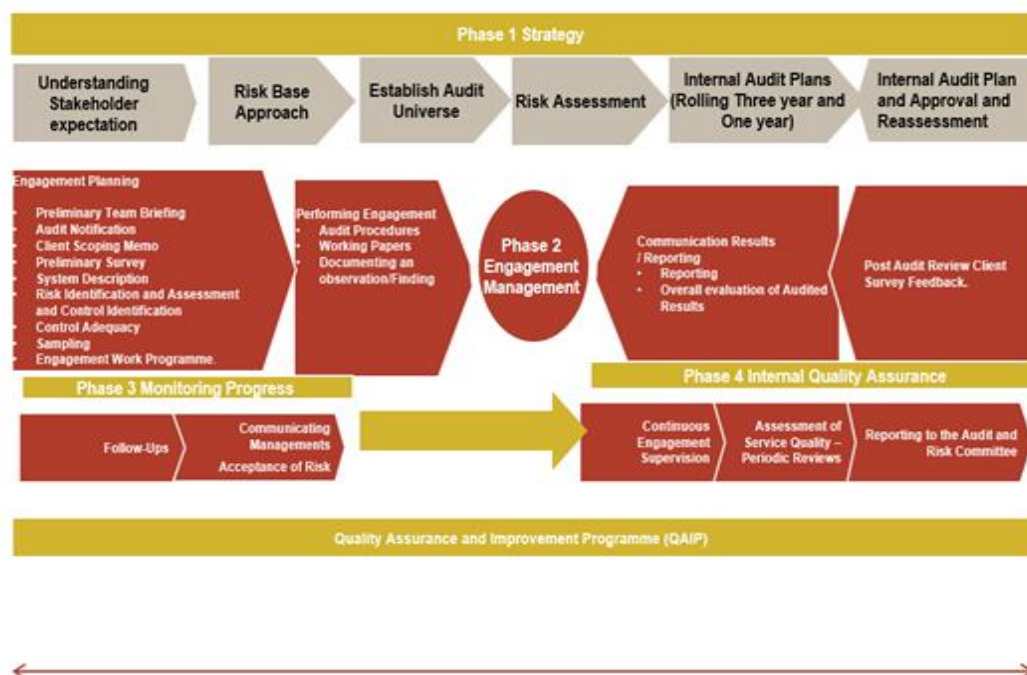 Phase 1 Strategy
Understanding
Stakeholder
expectation
Risk Base
Approach
Establish Audit
Universe
Risk Assessment
Internal Audit Plans
(Rolling Three year and
One year)
Internal Audit Plan
and Approval and
Reassessment
Engagement Planning
• Preliminary Team Briefing
• Audit Notification
• Client Scoping Memo
• Preliminary Survey
• System Description
• Risk Identification and Assessment
and Control Identification
• Control Adequacy
• Sampling
• Engagement Work Programme.
Performing Engagement
• Audit Procedures
• Working Papers
• Documenting an
observation/Finding
Phase 2
Engagement
Management
Communication Results
/ Reporting
• Reporting
• Overall evaluation of Audited
Results
Post Audit Review Client
Survey Feedback.
Phase 3 Monitoring Progress
Follow-Ups
Communicating
Managements
Acceptance of Risk
Phase 4 Internal Quality Assurance
Continuous
Engagement
Supervision
Assessment of
Service Quality –
Periodic Reviews
Reporting to the Audit and
Risk Committee
Quality Assurance and Improvement Programme (QAIP)